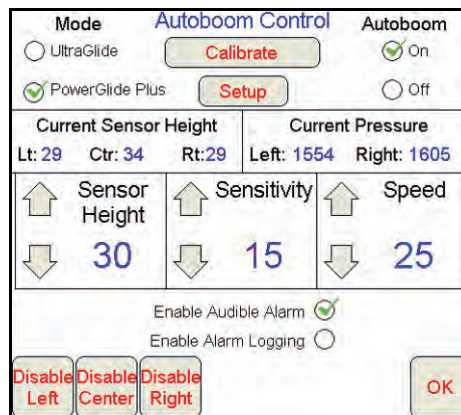 Mode Autoboom Control Autoboom
UltraGlide Calibrate On
PowerGlide Plus Setup Off
Current Sensor Height Current Pressure
Lt: 29 Ctr: 34 Rt:29 Left: 1554 Right: 1605
Sensor Height Sensitivity Speed
30 15 25
Enable Audible Alarm
Enable Alarm Logging
Disable Left Disable Center Disable Right OK